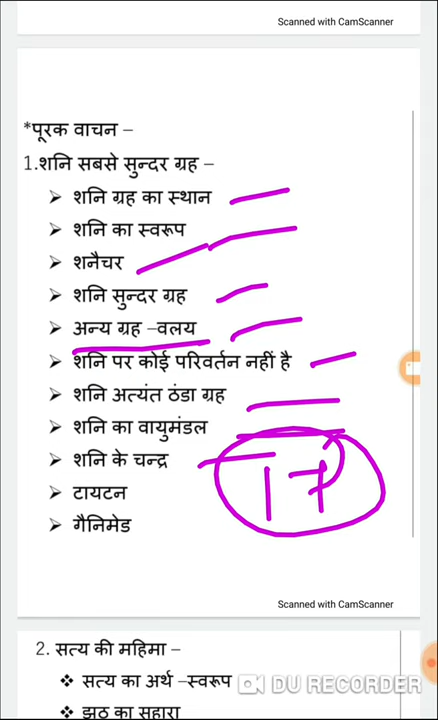 Scanned with CamScanner
*पूरक वाचन –
1.शनि सबसे सुन्दर ग्रह –
➤ शनि ग्रह का स्थान
➤ शनि का स्वरूप
➤ शनैचर
➤ शनि सुन्दर ग्रह
➤ अन्य ग्रह –वलय
➤ शनि पर कोई परिवर्तन नहीं है
➤ शनि अत्यंत ठंडा ग्रह
➤ शनि का वायुमंडल
➤ शनि के चन्द्र
17
➤ टायटन
➤ गैनिमेड
Scanned with CamScanner
2. सत्य की महिमा –
❖ सत्य का अर्थ –स्वरूप
DU RECORDER
❖ झूठ का सहारा